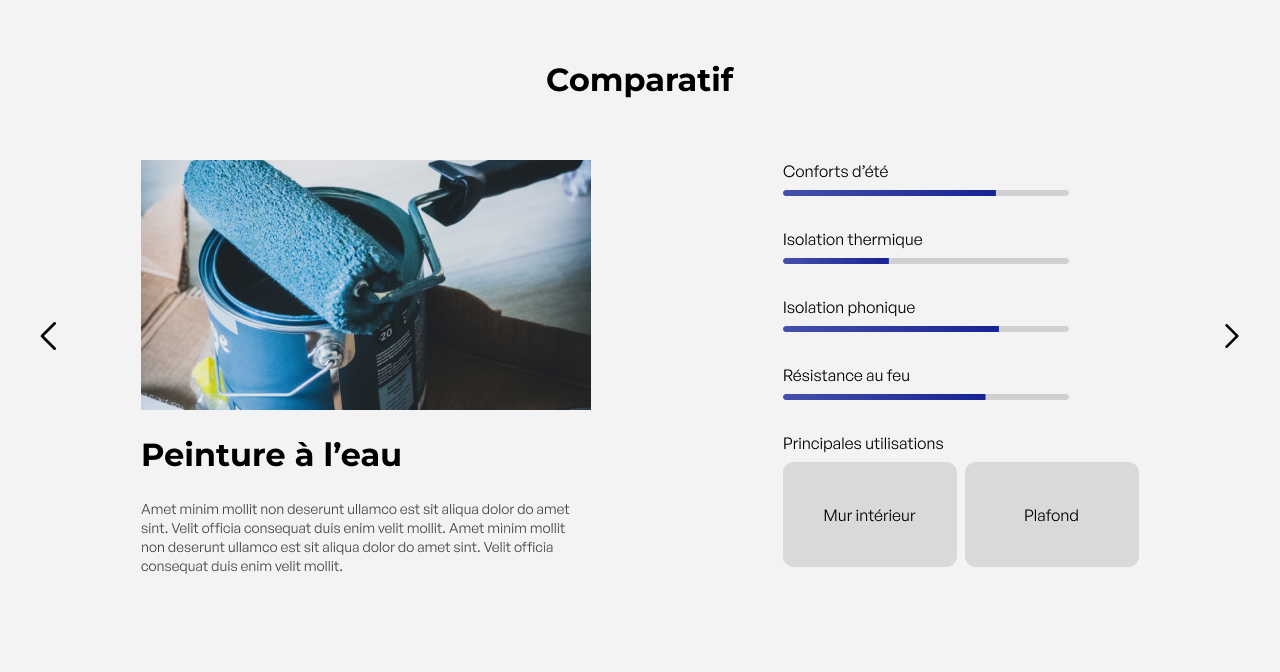 Comparatif
Peinture à l’eau
Amet minim mollit non deserunt ullamco est sit aliqua dolor do amet
sint. Velit officia consequat duis enim velit mollit. Amet minim mollit
non deserunt ullamco est sit aliqua dolor do amet sint. Velit officia
consequat duis enim velit mollit.
Conforts d’été
Isolation thermique
Isolation phonique
Résistance au feu
Principales utilisations
Mur intérieur
Plafond